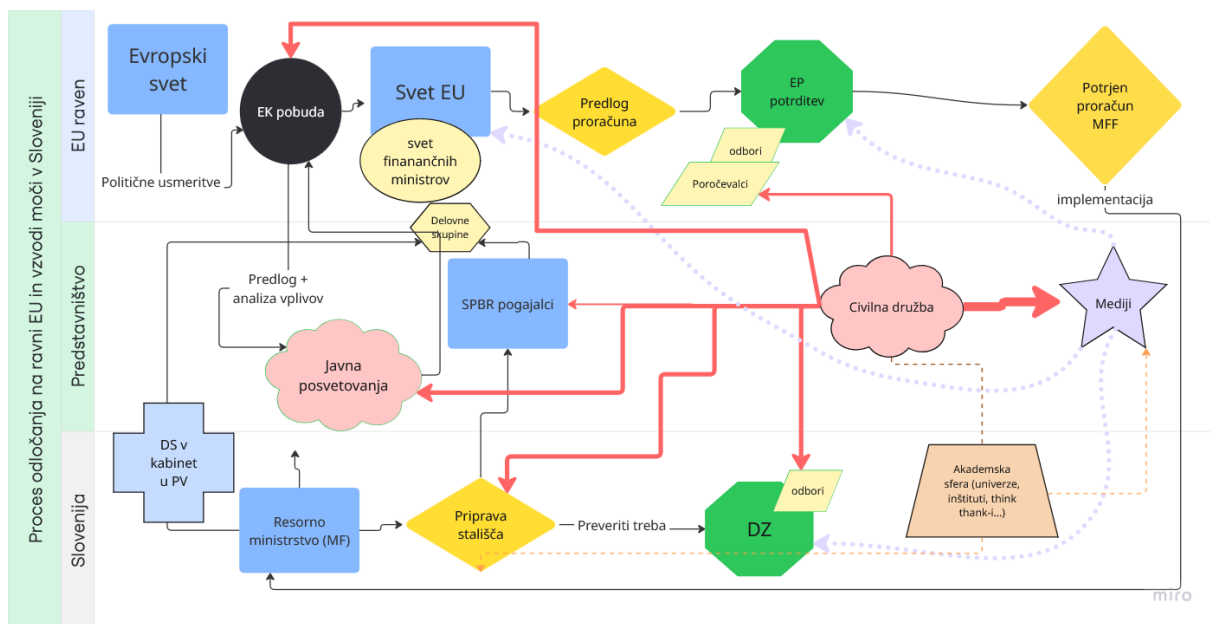 Proces odločanja na ravni EU in vzvodi moči v Sloveniji
EU raven
Evropski
svet
EK pobuda
Svet EU
svet
finanančnih
ministrov
Predlog
proračuna
EP
potrditev
odbori
Poročevalci
Potrjen
proračun
MFF
Politične usmeritve
implementacija
Predstavništvo
Delovne
skupine
Predlog +
analiza vplivov
SPBR pogajalci
Civilna družba
Mediji
Javna
posvetovanja
Slovenija
DS v
kabinet
u PV
Resorno
ministrstvo (MF)
Priprava
stališča
Preveriti treba
DZ
odbori
Akademska
sfera (univerze,
inštituti, think
thank-i...)
miro